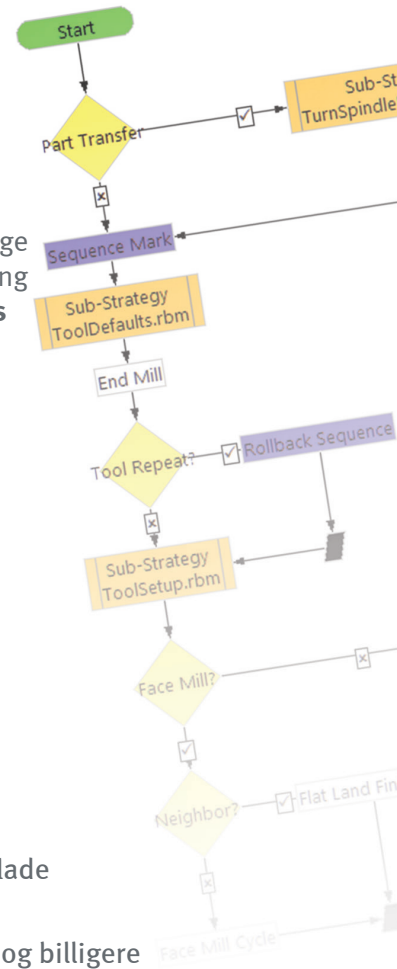 Start
Part Transfer
Sub-St
TurnSpindle
ge
Sequence Mark
ng
s
Sub-Strategy
ToolDefaults.rbm
End Mill
Tool Repeat?
Rollback Sequence
Sub-Strategy
ToolSetup.rbm
Face Mill?
Neighbor?
Flat Land Fin
lade
og billigere
Face Mill Cycle